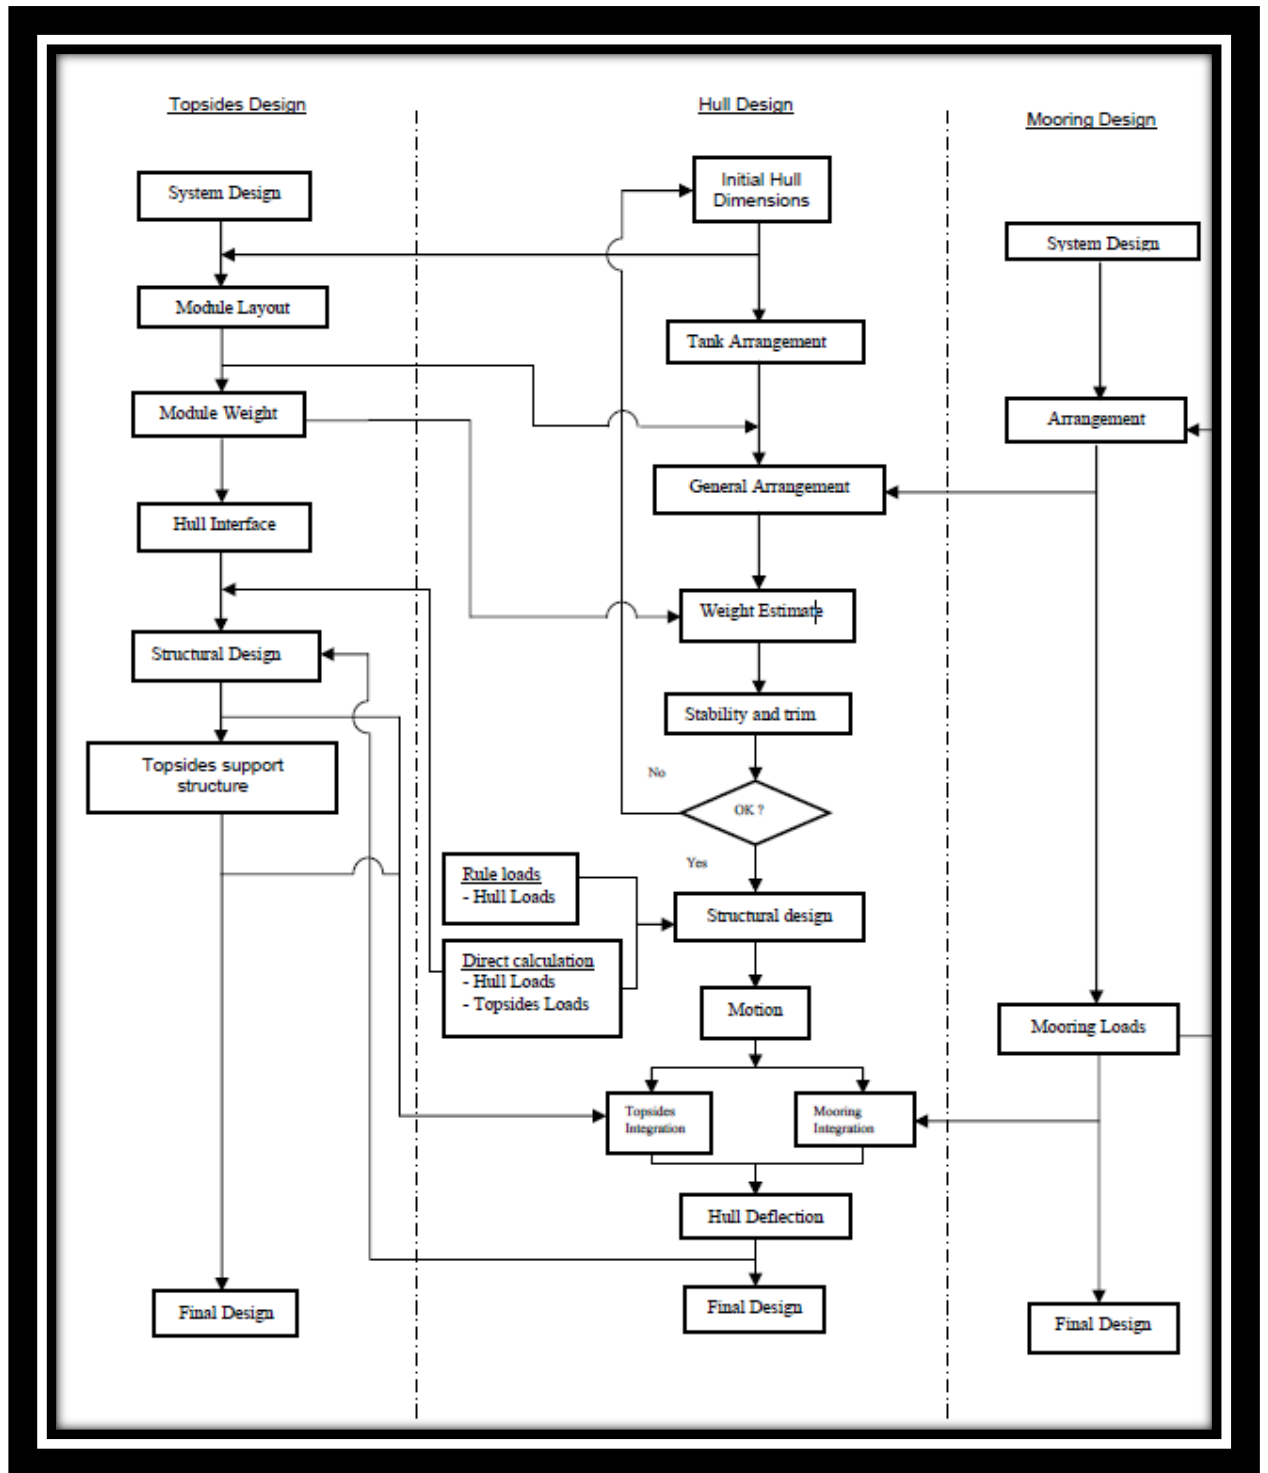 Topsides Design
Hull Design
Mooring Design
System Design
Module Layout
Module Weight
Hull Interface
Structural Design
Topsides support
structure
Final Design
Initial Hull
Dimensions
Tank Arrangement
General Arrangement
Weight Estimate
Stability and trim
No
OK ?
Yes
Rule loads
- Hull Loads
Direct calculation
- Hull Loads
- Topsides Loads
Structural design
Motion
Topsides
Integration
Mooring
Integration
Hull Deflection
Final Design
System Design
Arrangement
Mooring Loads
Final Design